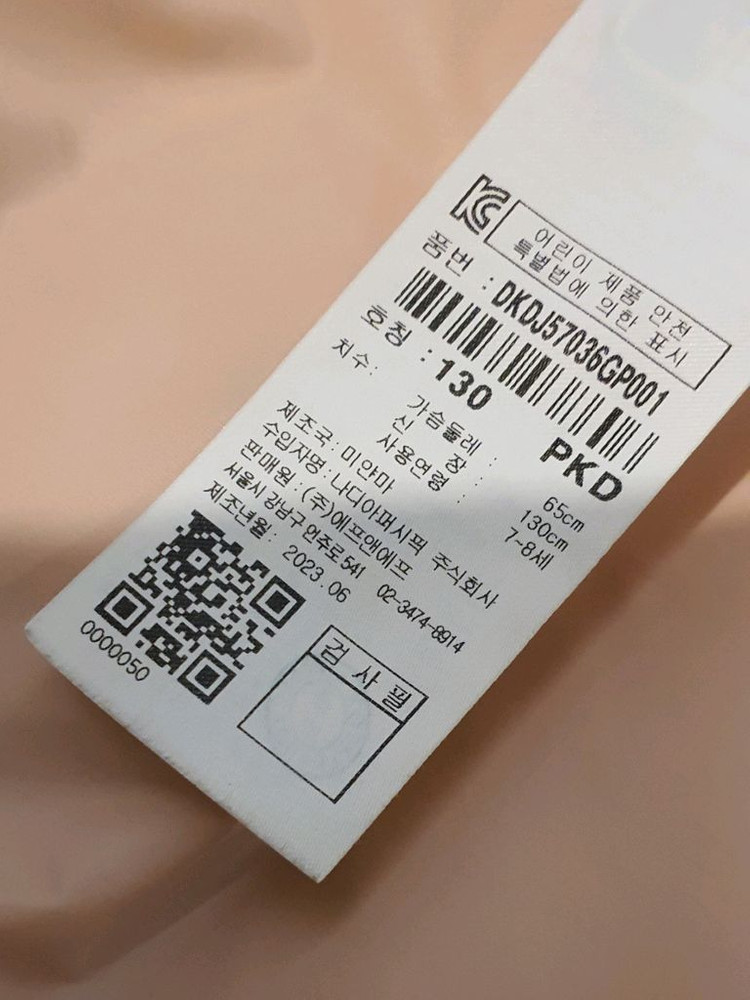 KC
어린이 제품 안전
특별법에 의한 표시
품번 : DKDJ57036GP001
호칭 : 130 PKD
치수 : 가슴둘레 : 65cm
신 장 : 130cm
사용연령 : 7~8세
제조국 : 미얀마
수입자명 : 나디아퍼시픽 주식회사
판매원 : (주)에프앤에프
서울시 강남구 언주로 541 02-3474-8914
제조년월 : 2023.06
0000050
검사필